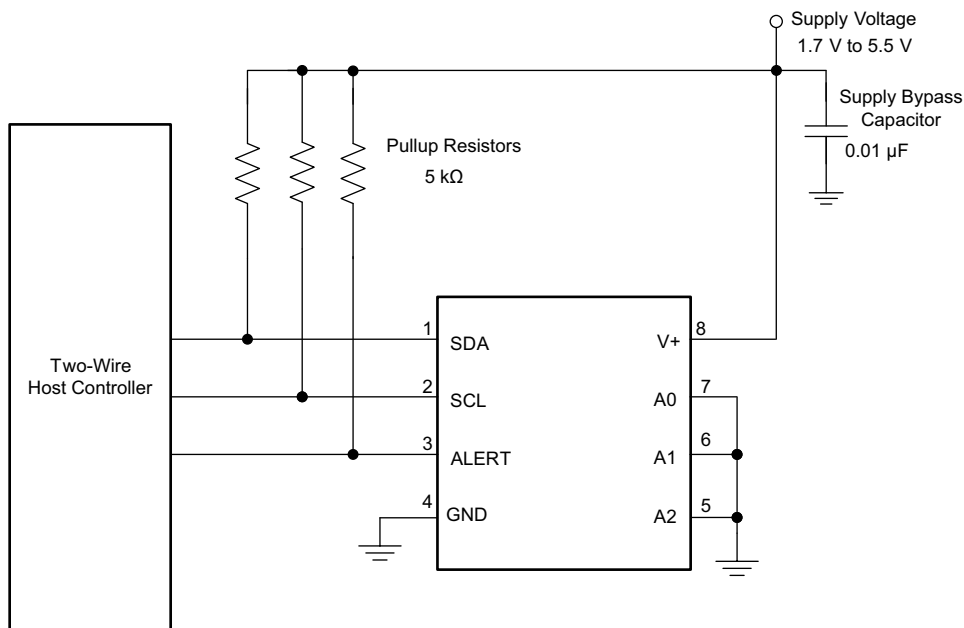 Supply Voltage
1.7 V to 5.5 V
Supply Bypass
Capacitor
0.01 µF
Pullup Resistors
5 kΩ
Two-Wire
Host Controller
1
SDA
2
SCL
3
ALERT
4
GND
V+
8
A0
7
A1
6
A2
5